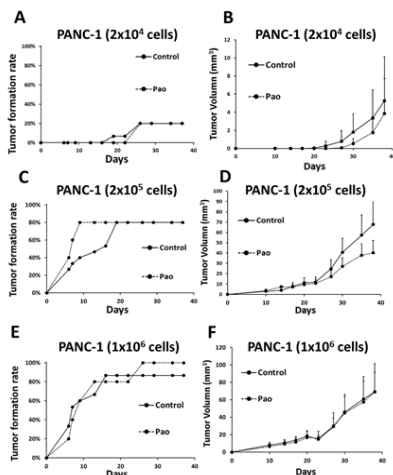 A
PANC-1 (2x10⁴ cells)
Tumor formation rate
100%
80%
60%
40%
20%
0%
Control
Pao
0 10 20 30 40
Days
B
PANC-1 (2x10⁴ cells)
Tumor Volumn (mm³)
12
10
8
6
4
2
0
Control
Pao
0 10 20 30 40
Days
C
PANC-1 (2x10⁵ cells)
Tumor formation rate
100%
80%
60%
40%
20%
0%
Control
Pao
0 10 20 30 40
Days
D
PANC-1 (2x10⁵ cells)
Tumor Volumn (mm³)
100
80
60
40
20
0
Control
Pao
0 10 20 30 40
Days
E
PANC-1 (1x10⁶ cells)
Tumor formation rate
100%
80%
60%
40%
20%
0%
Control
Pao
0 10 20 30 40
Days
F
PANC-1 (1x10⁶ cells)
Tumor Volumn (mm³)
120
100
80
60
40
20
0
Control
Pao
0 10 20 30 40
Days